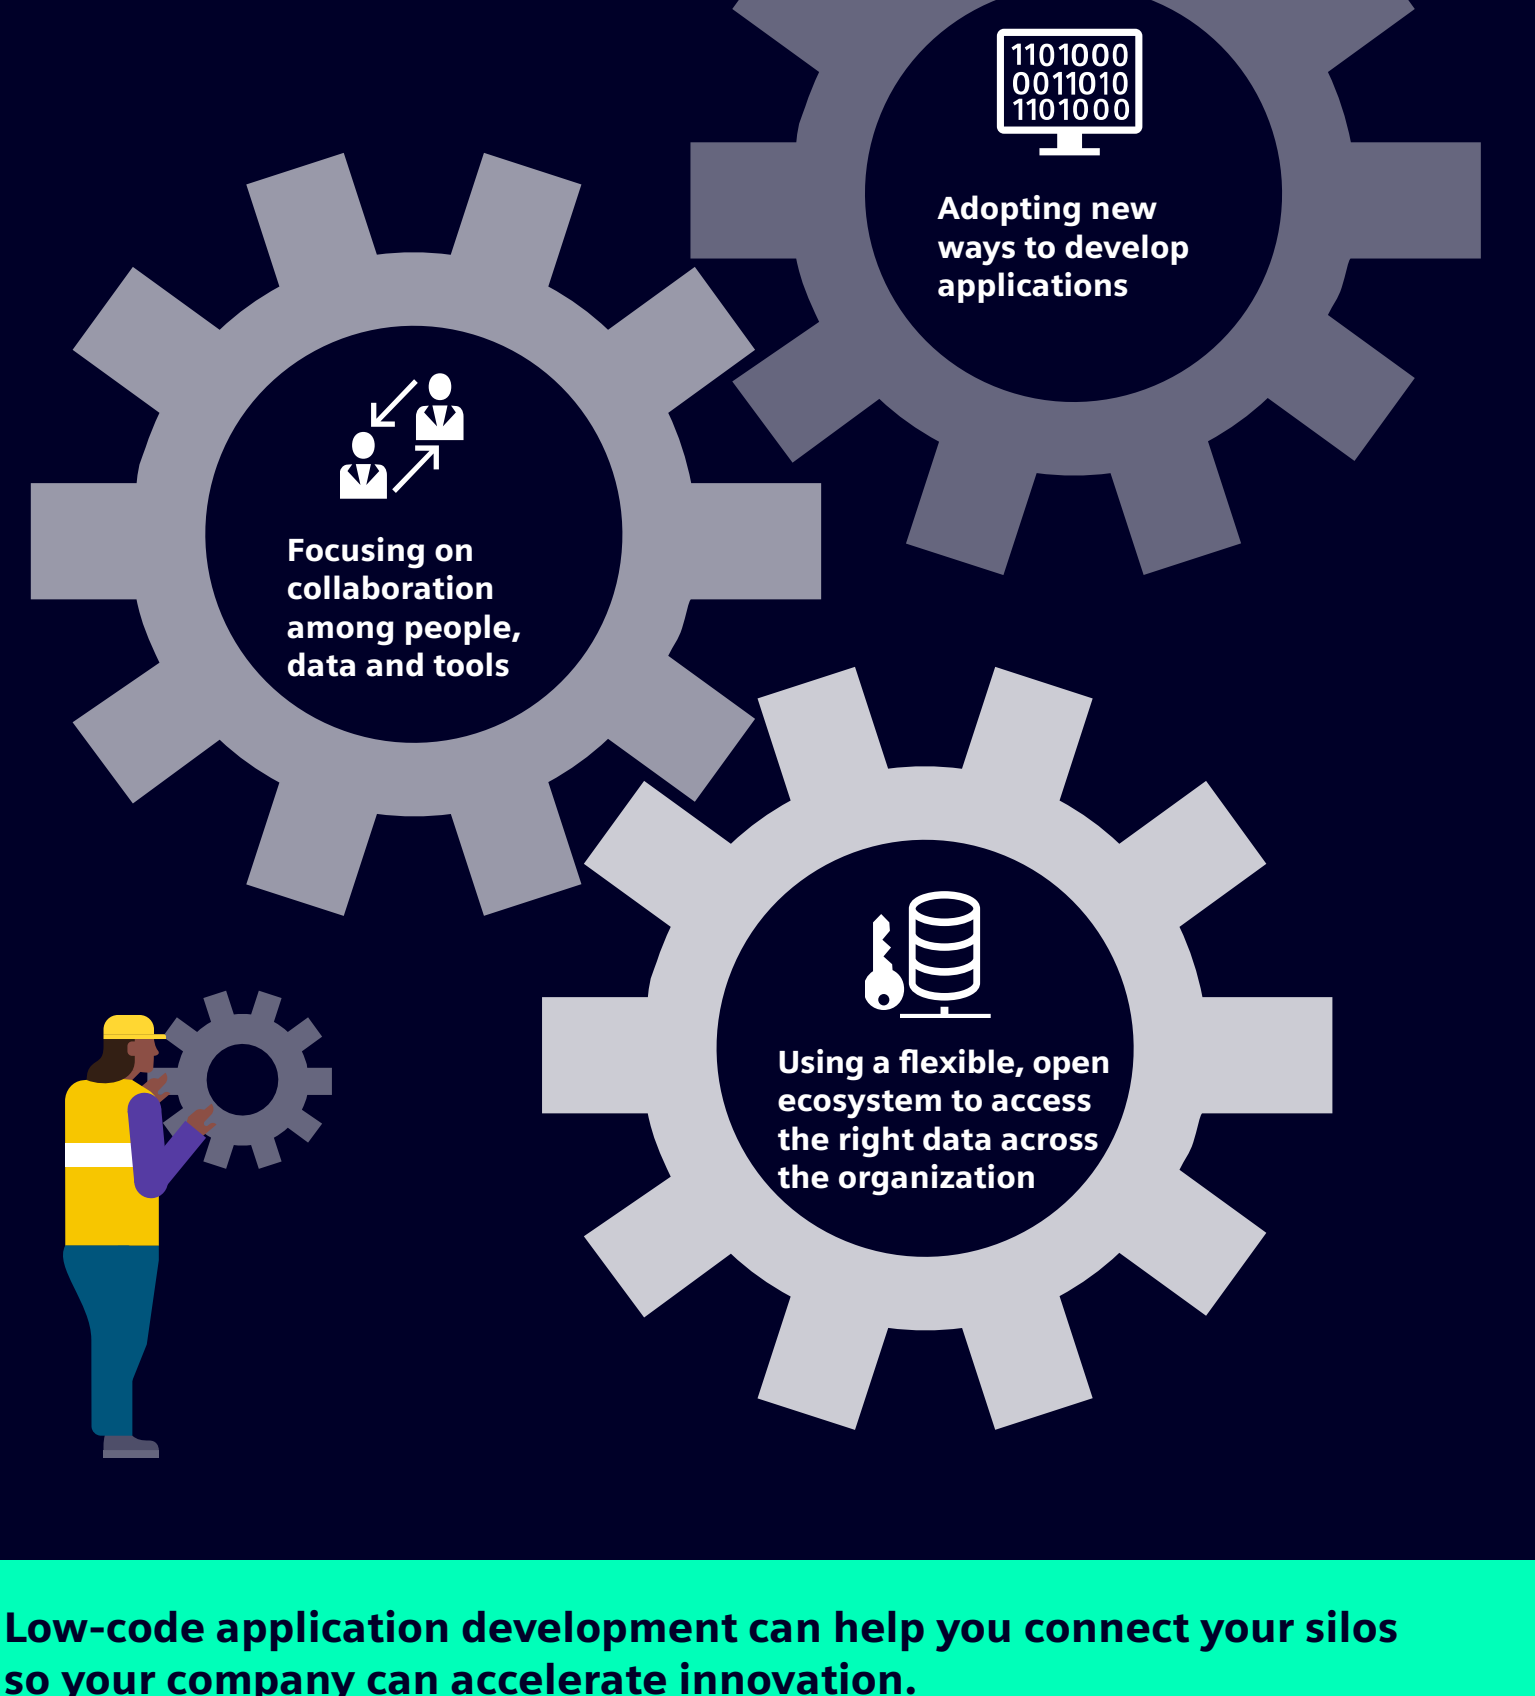 1101000
0011010
1101000
Adopting new
ways to develop
applications
Focusing on
collaboration
among people,
data and tools
Using a flexible, open
ecosystem to access
the right data across
the organization
Low-code application development can help you connect your silos
so your company can accelerate innovation.